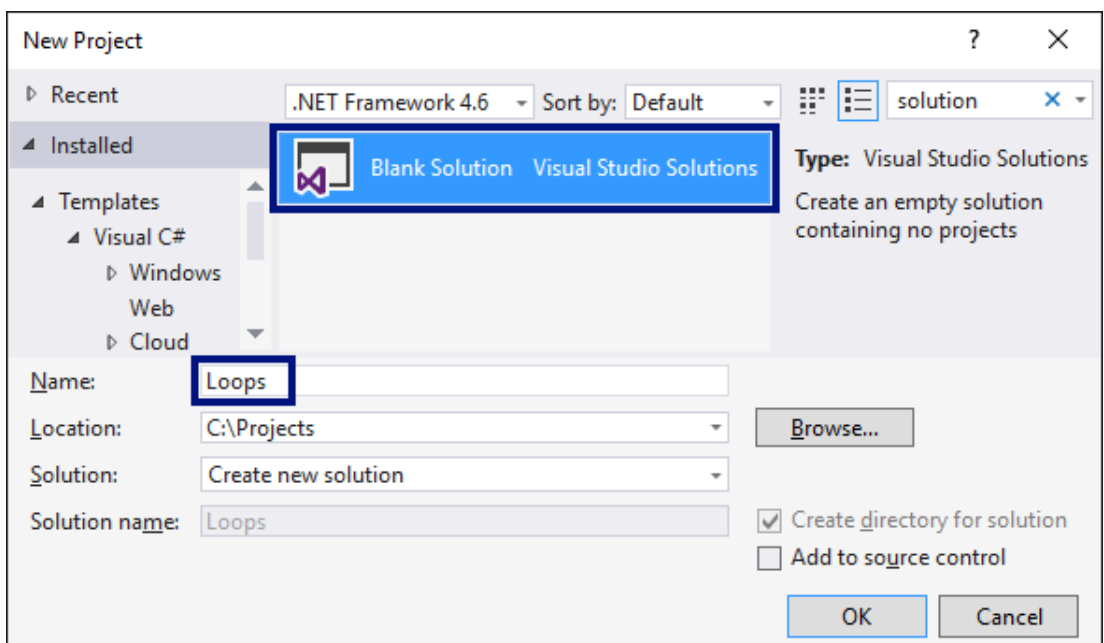 New Project ?
Recent
.NET Framework 4.6 Sort by: Default solution
Installed
Blank Solution Visual Studio Solutions
Type: Visual Studio Solutions
Create an empty solution
containing no projects
Templates
Visual C#
Windows
Web
Cloud
Name: Loops
Location: C:\Projects Browse...
Solution: Create new solution
Solution name: Loops
Create directory for solution
Add to source control
OK Cancel